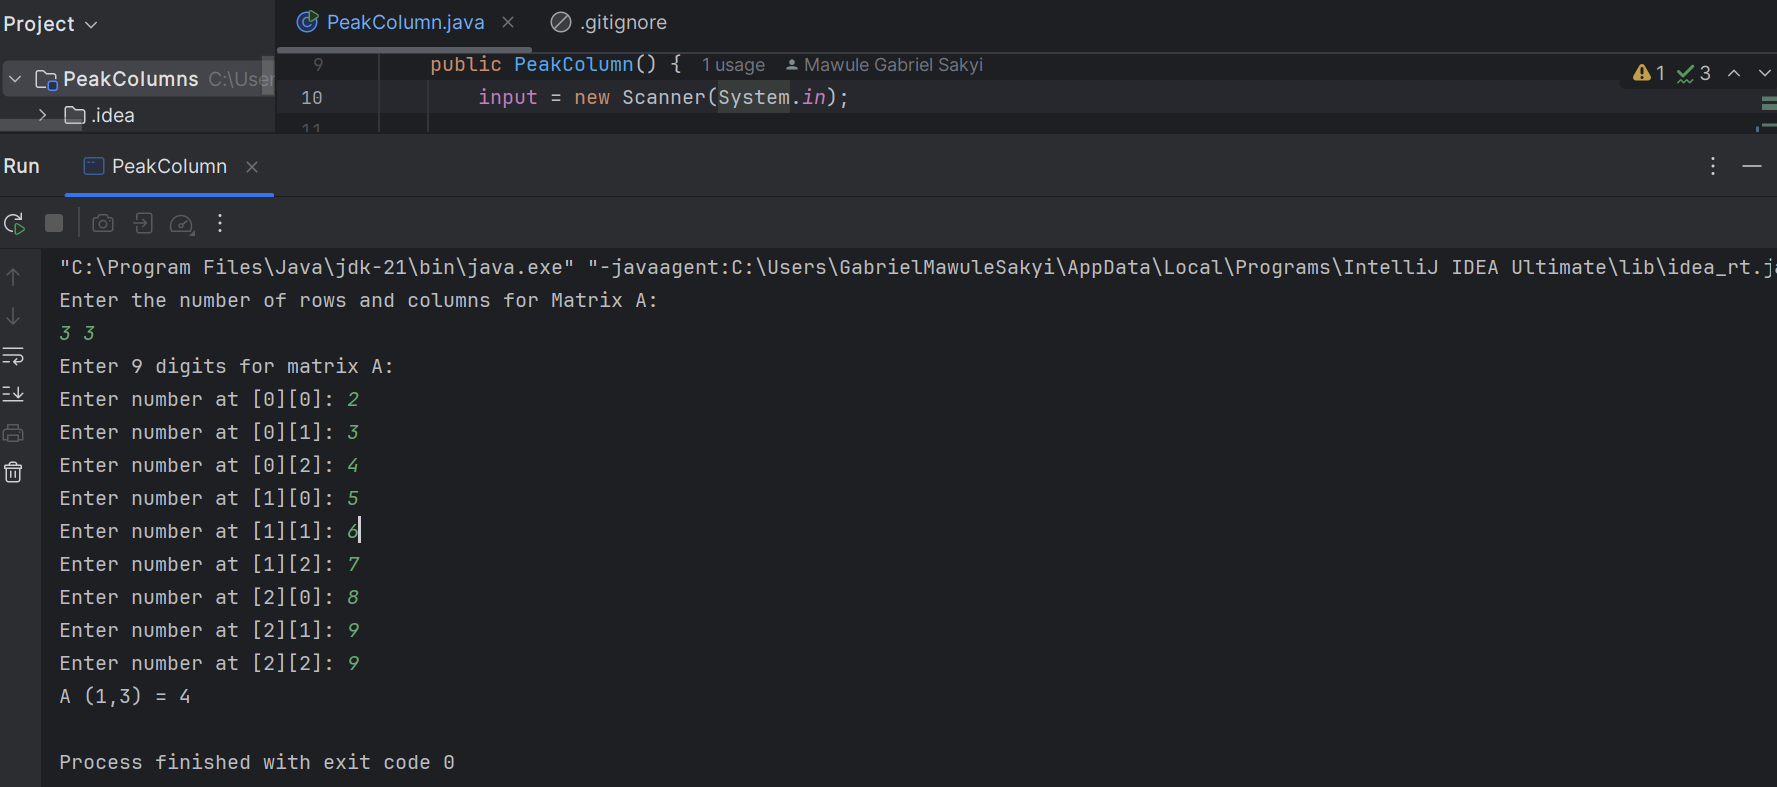 Project
PeakColumn.java
.gitignore
PeakColumns C:\User
.idea
9 public PeakColumn() { 1 usage Mawule Gabriel Sakyi
10 input = new Scanner(System.in);
11
1 3
Run PeakColumn
"C:\Program Files\Java\jdk-21\bin\java.exe" "-javaagent:C:\Users\GabrielMawuleSakyi\AppData\Local\Programs\IntelliJ IDEA Ultimate\lib\idea_rt.ja
Enter the number of rows and columns for Matrix A:
3 3
Enter 9 digits for matrix A:
Enter number at [0][0]: 2
Enter number at [0][1]: 3
Enter number at [0][2]: 4
Enter number at [1][0]: 5
Enter number at [1][1]: 6
Enter number at [1][2]: 7
Enter number at [2][0]: 8
Enter number at [2][1]: 9
Enter number at [2][2]: 9
A (1,3) = 4
Process finished with exit code 0